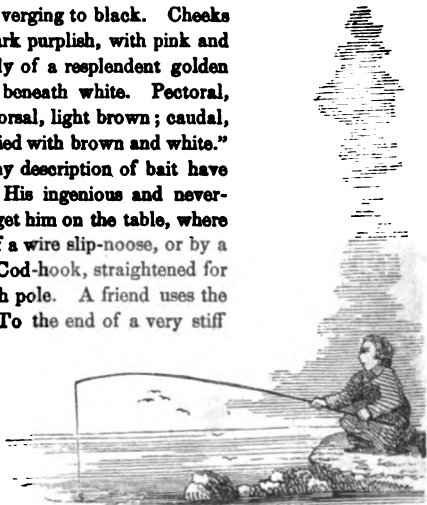 verging to black. Cheeks
rk purplish, with pink and
ly of a resplendent golden
beneath white. Pectoral,
orsal, light brown; caudal,
ied with brown and white."
ny description of bait have
His ingenious and never-
get him on the table, where
f a wire slip-noose, or by a
Cod-hook, straightened for
h pole. A friend uses the
To the end of a very stiff